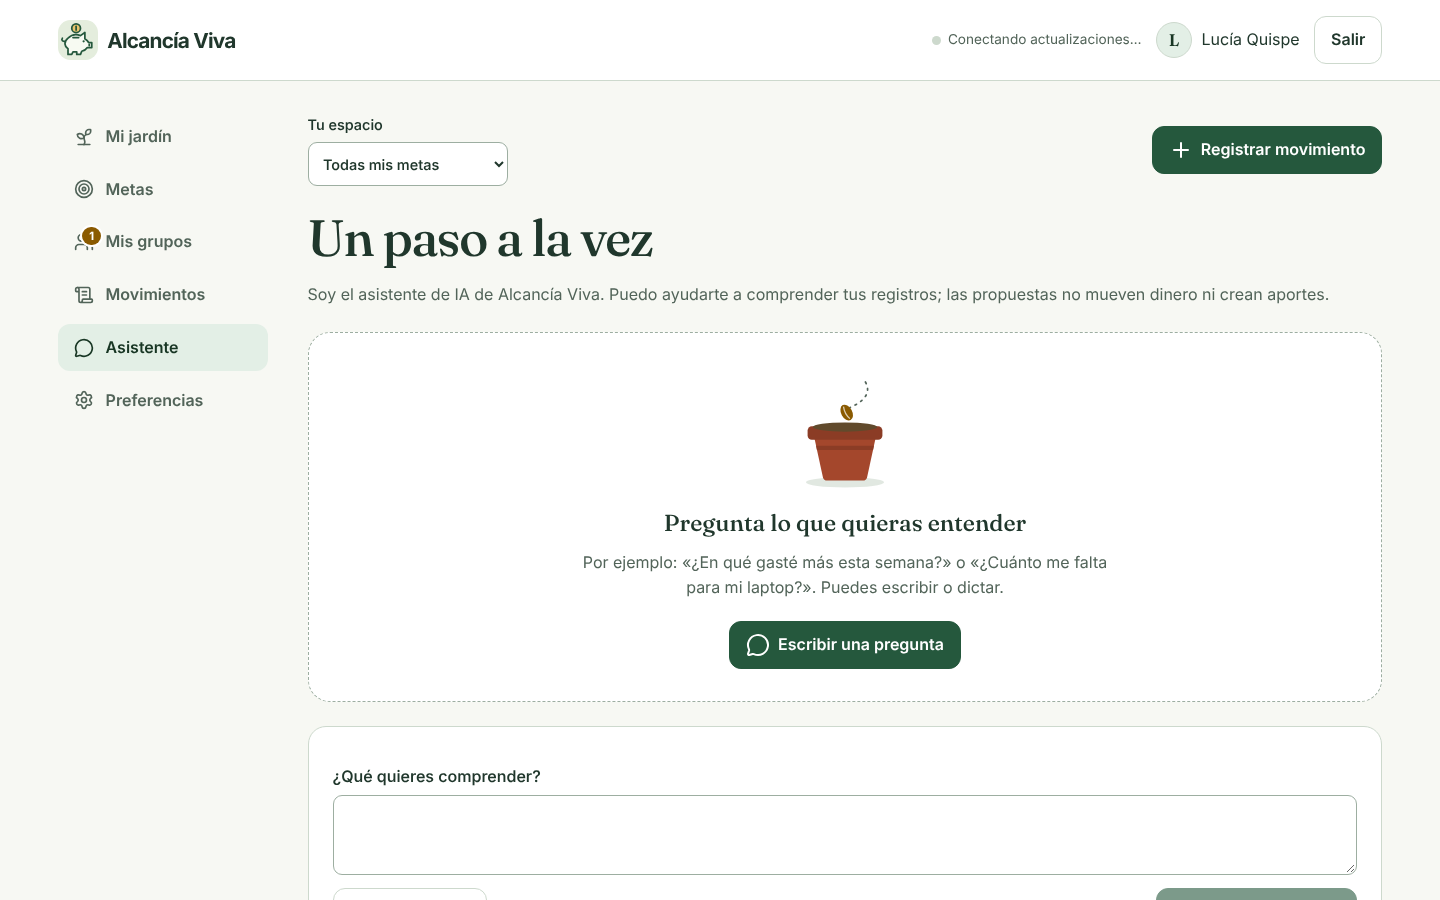 Alcancía Viva
Conectando actualizaciones...
L
Lucía Quispe
Salir
Mi jardín
Metas
1
Mis grupos
Movimientos
Asistente
Preferencias
Tu espacio
Todas mis metas
Registrar movimiento
Un paso a la vez
Soy el asistente de IA de Alcancía Viva. Puedo ayudarte a comprender tus registros; las propuestas no mueven dinero ni crean aportes.
Pregunta lo que quieras entender
Por ejemplo: «¿En qué gasté más esta semana?» o «¿Cuánto me falta
para mi laptop?». Puedes escribir o dictar.
Escribir una pregunta
¿Qué quieres comprender?